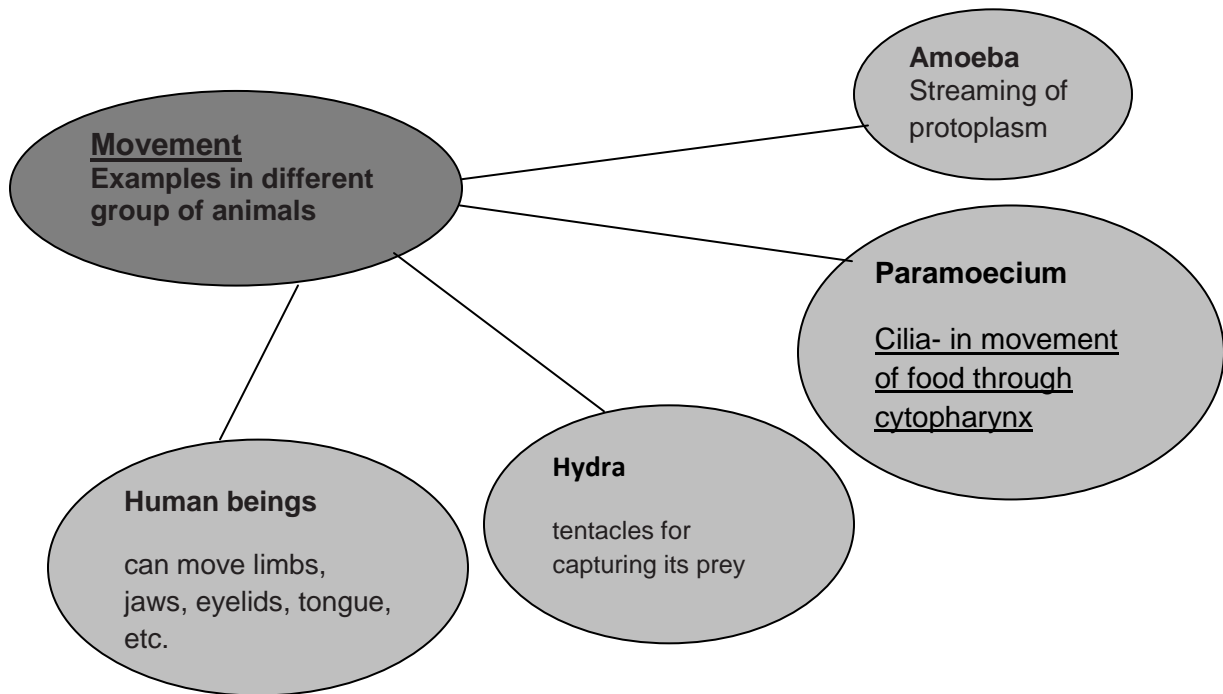 Movement
Examples in different
group of animals
Amoeba
Streaming of
protoplasm
Paramoecium
Cilia- in movement
of food through
cytopharynx
Hydra
tentacles for
capturing its prey
Human beings
can move limbs,
jaws, eyelids, tongue,
etc.